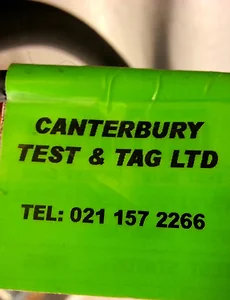 CANTERBURY
TEST & TAG LTD
TEL: 021 157 2266